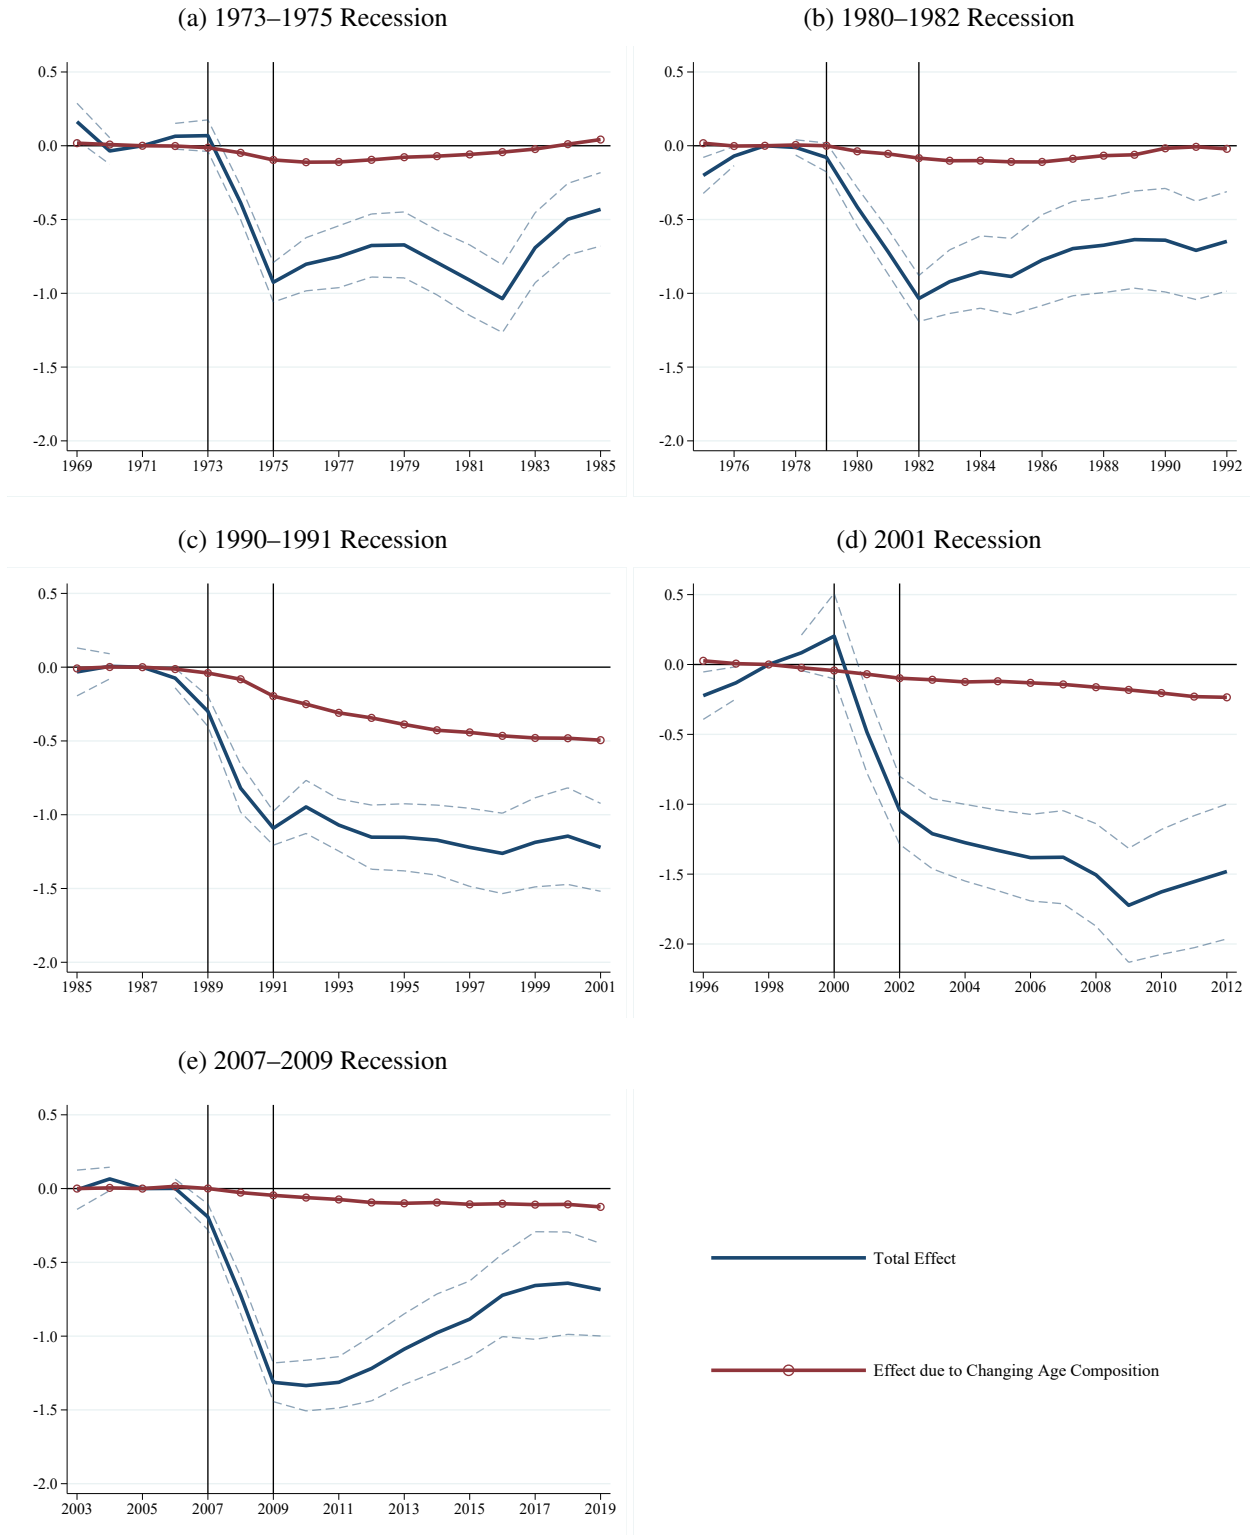 (a) 1973–1975 Recession
0.5
0.0
-0.5
-1.0
-1.5
-2.0
1969 1971 1973 1975 1977 1979 1981 1983 1985
(b) 1980–1982 Recession
0.5
0.0
-0.5
-1.0
-1.5
-2.0
1976 1978 1980 1982 1984 1986 1988 1990 1992
(c) 1990–1991 Recession
0.5
0.0
-0.5
-1.0
-1.5
-2.0
1985 1987 1989 1991 1993 1995 1997 1999 2001
(d) 2001 Recession
0.5
0.0
-0.5
-1.0
-1.5
-2.0
1996 1998 2000 2002 2004 2006 2008 2010 2012
(e) 2007–2009 Recession
0.5
0.0
-0.5
-1.0
-1.5
-2.0
2003 2005 2007 2009 2011 2013 2015 2017 2019
Total Effect
Effect due to Changing Age Composition